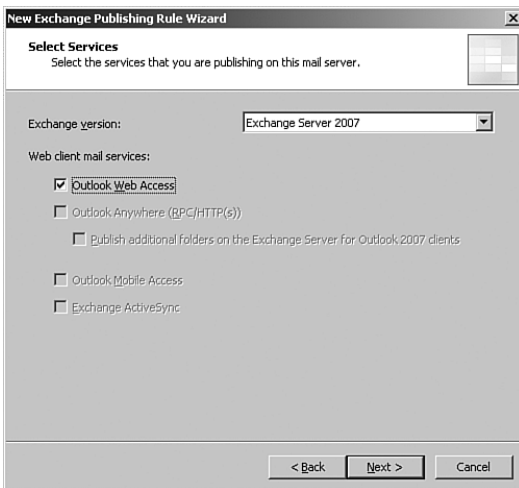 New Exchange Publishing Rule Wizard
Select Services
Select the services that you are publishing on this mail server.
Exchange version:
Exchange Server 2007
Web client mail services:
Outlook Web Access
Outlook Anywhere (RPC/HTTP(s))
Publish additional folders on the Exchange Server for Outlook 2007 clients
Outlook Mobile Access
Exchange ActiveSync
< Back
Next >
Cancel